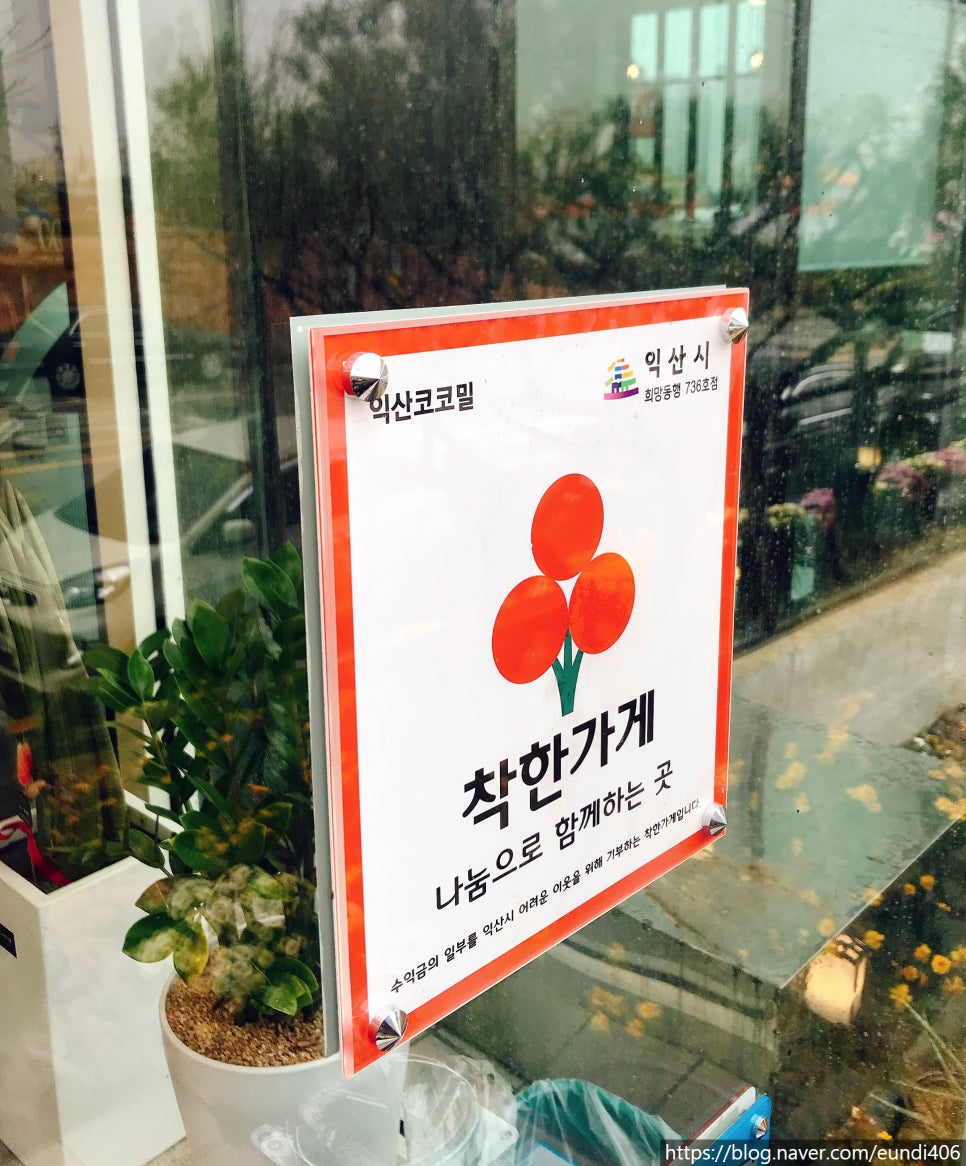 익산코코밀
익산시
희망동행 736호점
착한가게
나눔으로 함께하는 곳
수익금의 일부를 익산시 어려운 이웃을 위해 기부하는 착한가게입니다.
https://blog.naver.com/eundi406